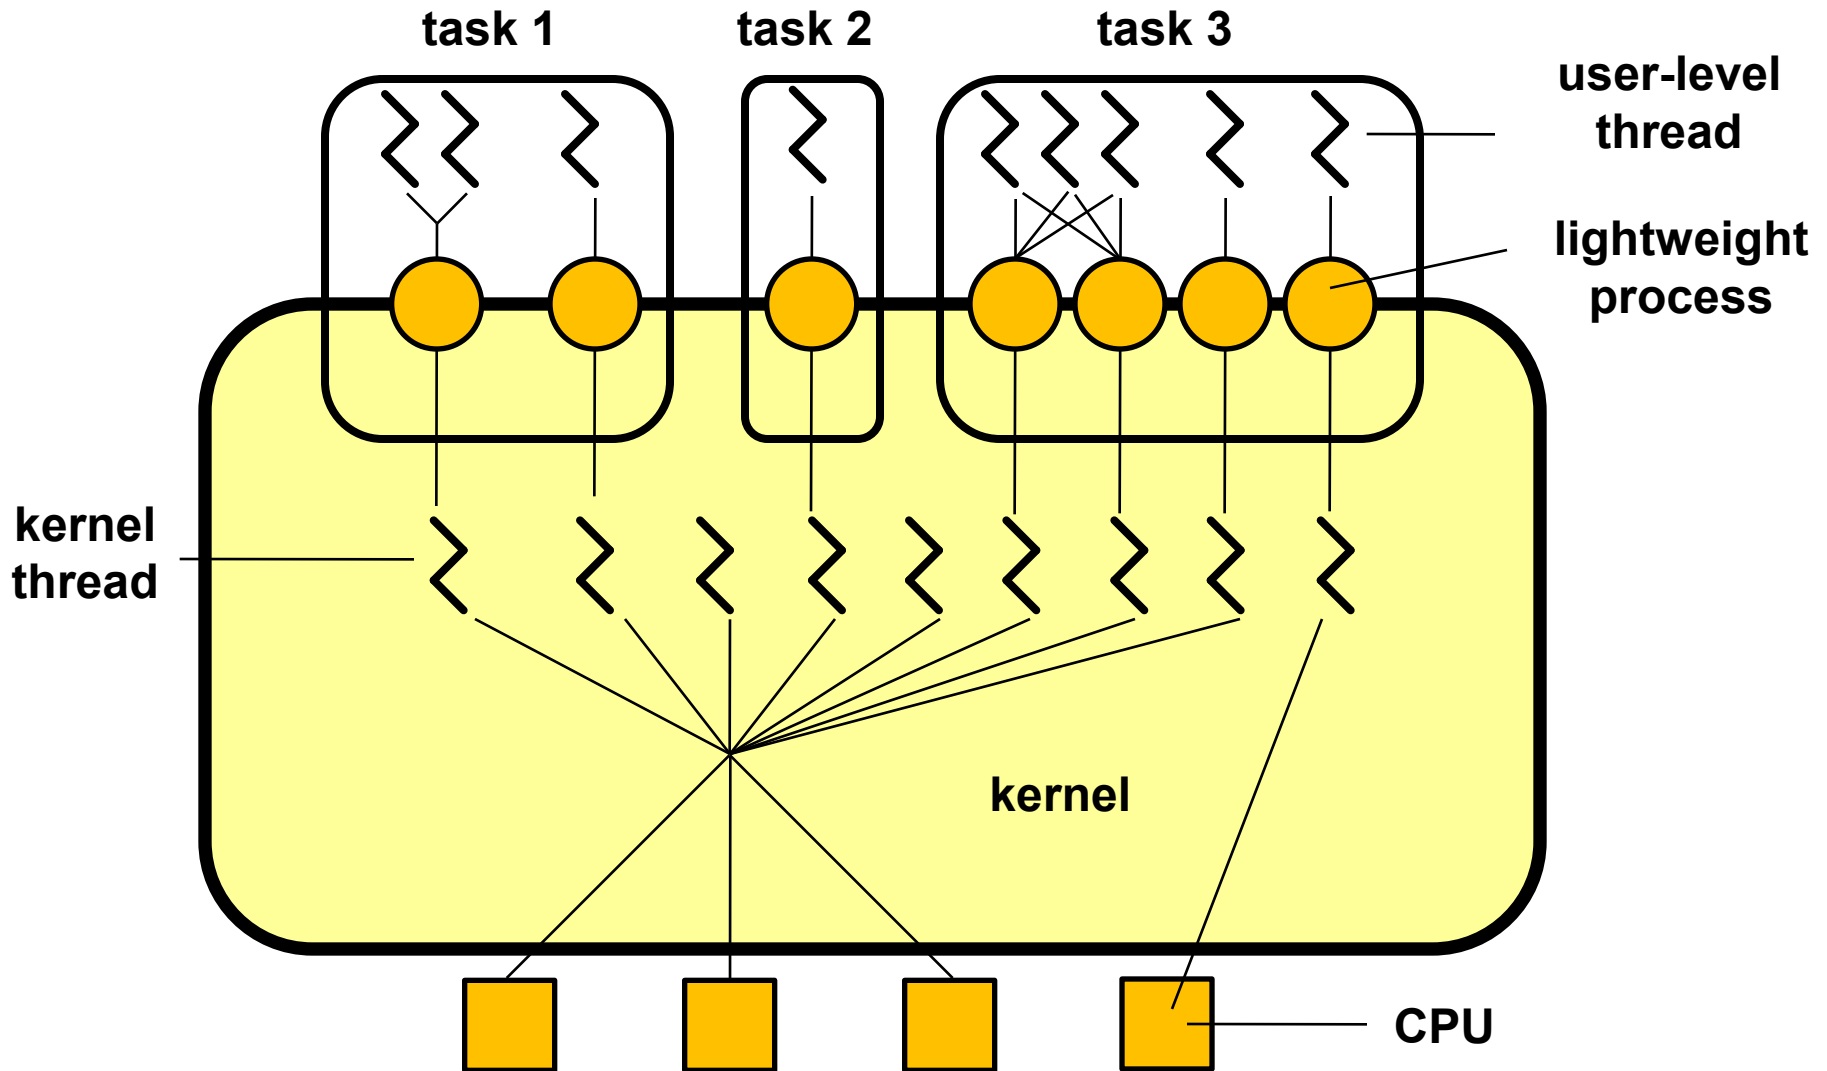 task 1
task 2
task 3
user-level
thread
lightweight
process
kernel
thread
kernel
CPU